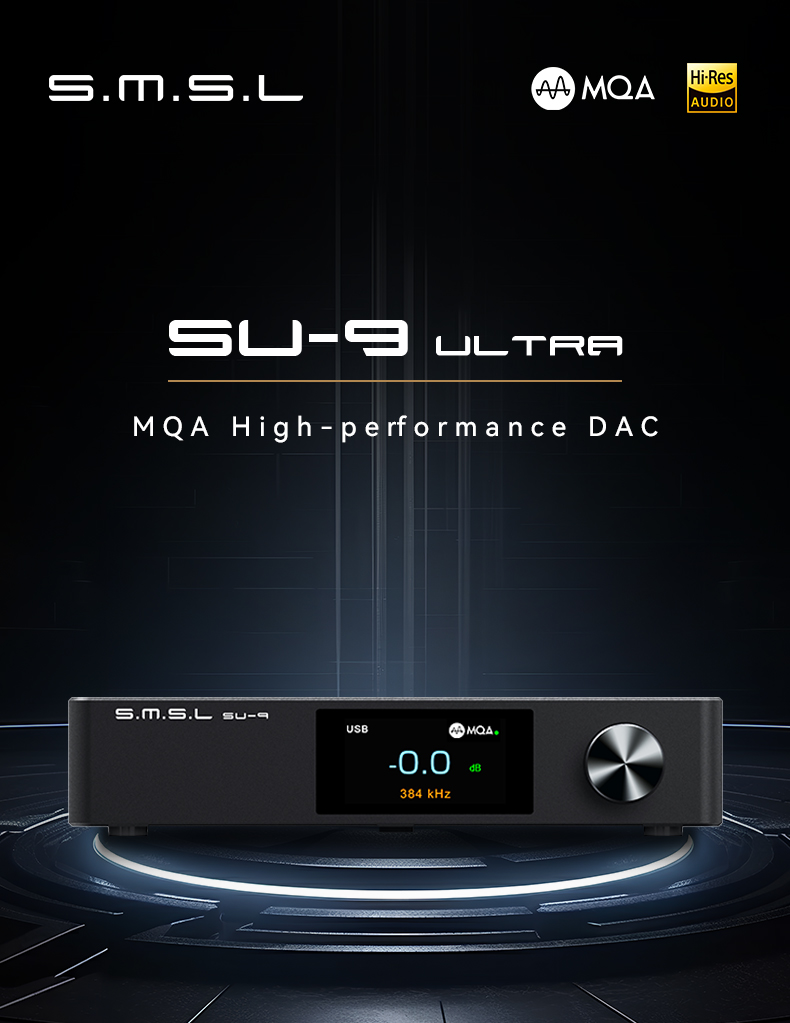 S.M.S.L
MQA
Hi-Res
AUDIO
SU-9 ULTRA
MQA High-performance DAC
S.M.S.L SU-9
USB
MQA
-0.0 dB
384 kHz